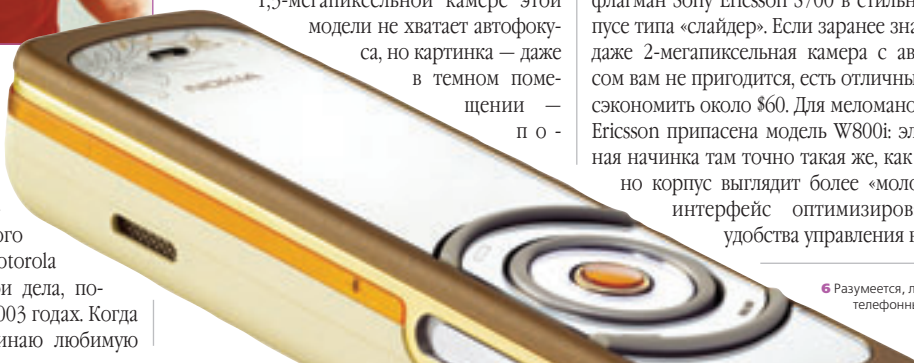 1,3-мегапиксельной камере этой
модели не хватает автофоку-
са, но картинка — даже
в темном поме-
щении —
по-
ого
otorola
и дела, по-
003 годах. Когда
инаю любимую
NOKIA
флагман Sony Ericsson S700 в стильн
пусе типа «слайдер». Если заранее зна
даже 2-мегапиксельная камера с ав
сом вам не пригодится, есть отличны
сэкономить около $60. Для меломано
Ericsson припасена модель W800i: эл
ная начинка там точно такая же, как
но корпус выглядит более «моло
интерфейс оптимизиров
удобства управления н
6 Разумеется, л
телефонны